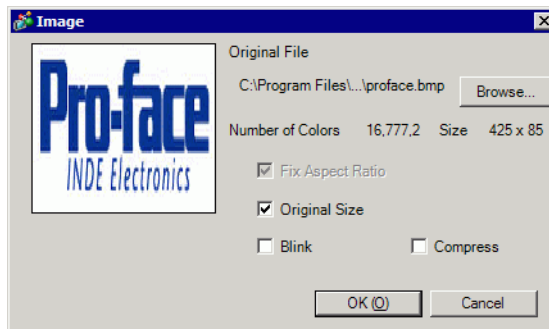 Image
Original File
Pro-face
INDE Electronics
C:\Program Files\...\proface.bmp
Browse...
Number of Colors 16,777,2 Size 425 x 85
Fix Aspect Ratio
Original Size
Blink
Compress
OK (O)
Cancel